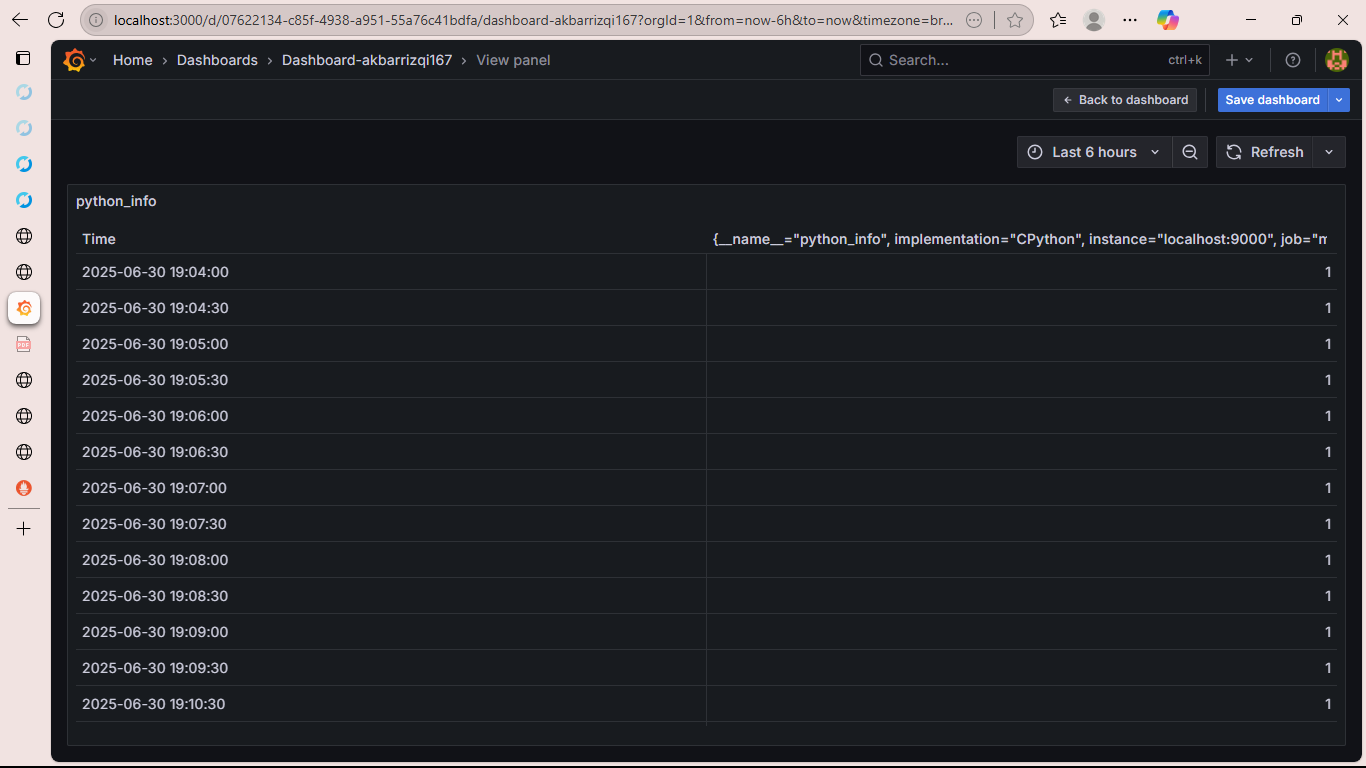 localhost:3000/d/07622134-c85f-4938-a951-55a76c41bdfa/dashboard-akbarrizqi167?orgId=1&from=now-6h&to=now&timezone=br...
Home › Dashboards › Dashboard-akbarrizqi167 › View panel
Search...
ctrl+k
← Back to dashboard
Save dashboard
Last 6 hours
Refresh
python_info
Time {__name__="python_info", implementation="CPython", instance="localhost:9000", job="m
2025-06-30 19:04:00 1
2025-06-30 19:04:30 1
2025-06-30 19:05:00 1
2025-06-30 19:05:30 1
2025-06-30 19:06:00 1
2025-06-30 19:06:30 1
2025-06-30 19:07:00 1
2025-06-30 19:07:30 1
2025-06-30 19:08:00 1
2025-06-30 19:08:30 1
2025-06-30 19:09:00 1
2025-06-30 19:09:30 1
2025-06-30 19:10:30 1
PDF